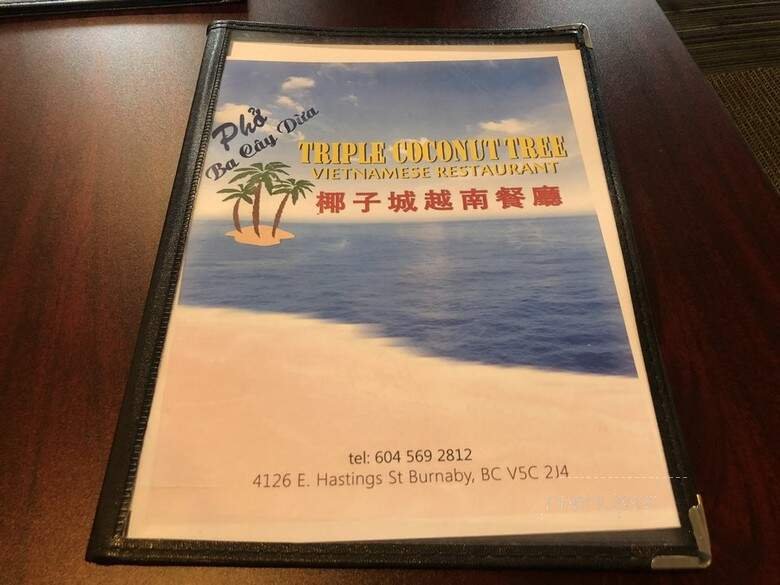 Phở
Ba Cây Dừa
TRIPLE COCONUT TREE
VIETNAMESE RESTAURANT
椰子城越南餐廳
tel: 604 569 2812
4126 E. Hastings St Burnaby, BC V5C 2J4